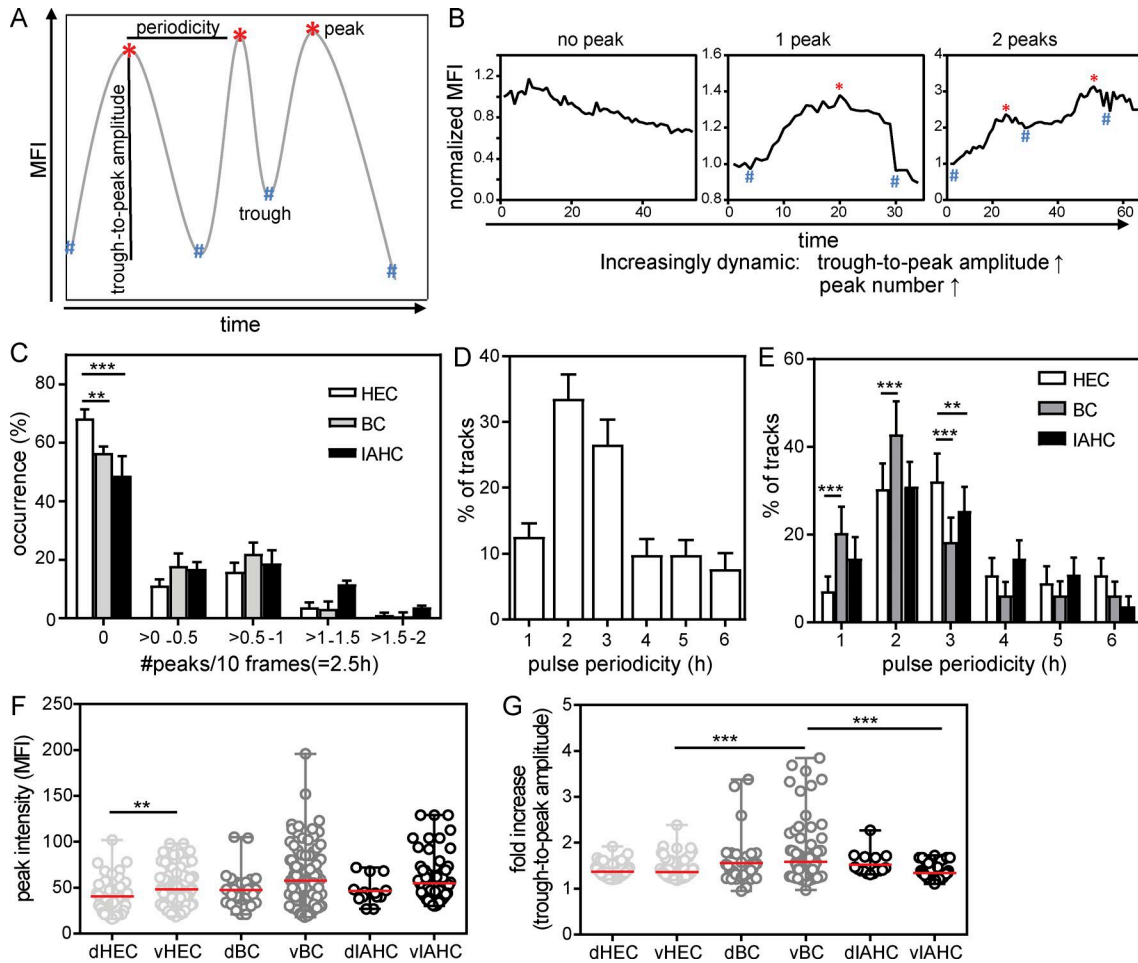 A
MFI
periodicity
* peak
trough-to-peak amplitude
trough
# # # #
time
B
no peak 1 peak 2 peaks
normalized MFI
1.2
0.8
0.4
0.0
0 20 40
1.6
1.4
1.2
1.0
0.8
0 10 20 30
4
3
2
1
0
20 40 60
time
Increasingly dynamic: trough-to-peak amplitude ↑
peak number ↑
C
occurrence (%)
80
60
40
20
0
***
**
HEC
BC
IAHC
0 >0 -0.5 >0.5 -1 >1 -1.5 >1.5 -2
#peaks/10 frames(=2.5h)
D
% of tracks
40
30
20
10
0
1 2 3 4 5 6
pulse periodicity (h)
E
% of tracks
60
40
20
0
*** *** ** ***
HEC
BC
IAHC
1 2 3 4 5 6
pulse periodicity (h)
F
peak intensity (MFI)
250
200
150
100
50
0
**
dHEC vHEC dBC vBC dIAHC vIAHC
G
fold increase
(trough-to-peak amplitude)
5
4
3
2
1
0
*** ***
dHEC vHEC dBC vBC dIAHC vIAHC